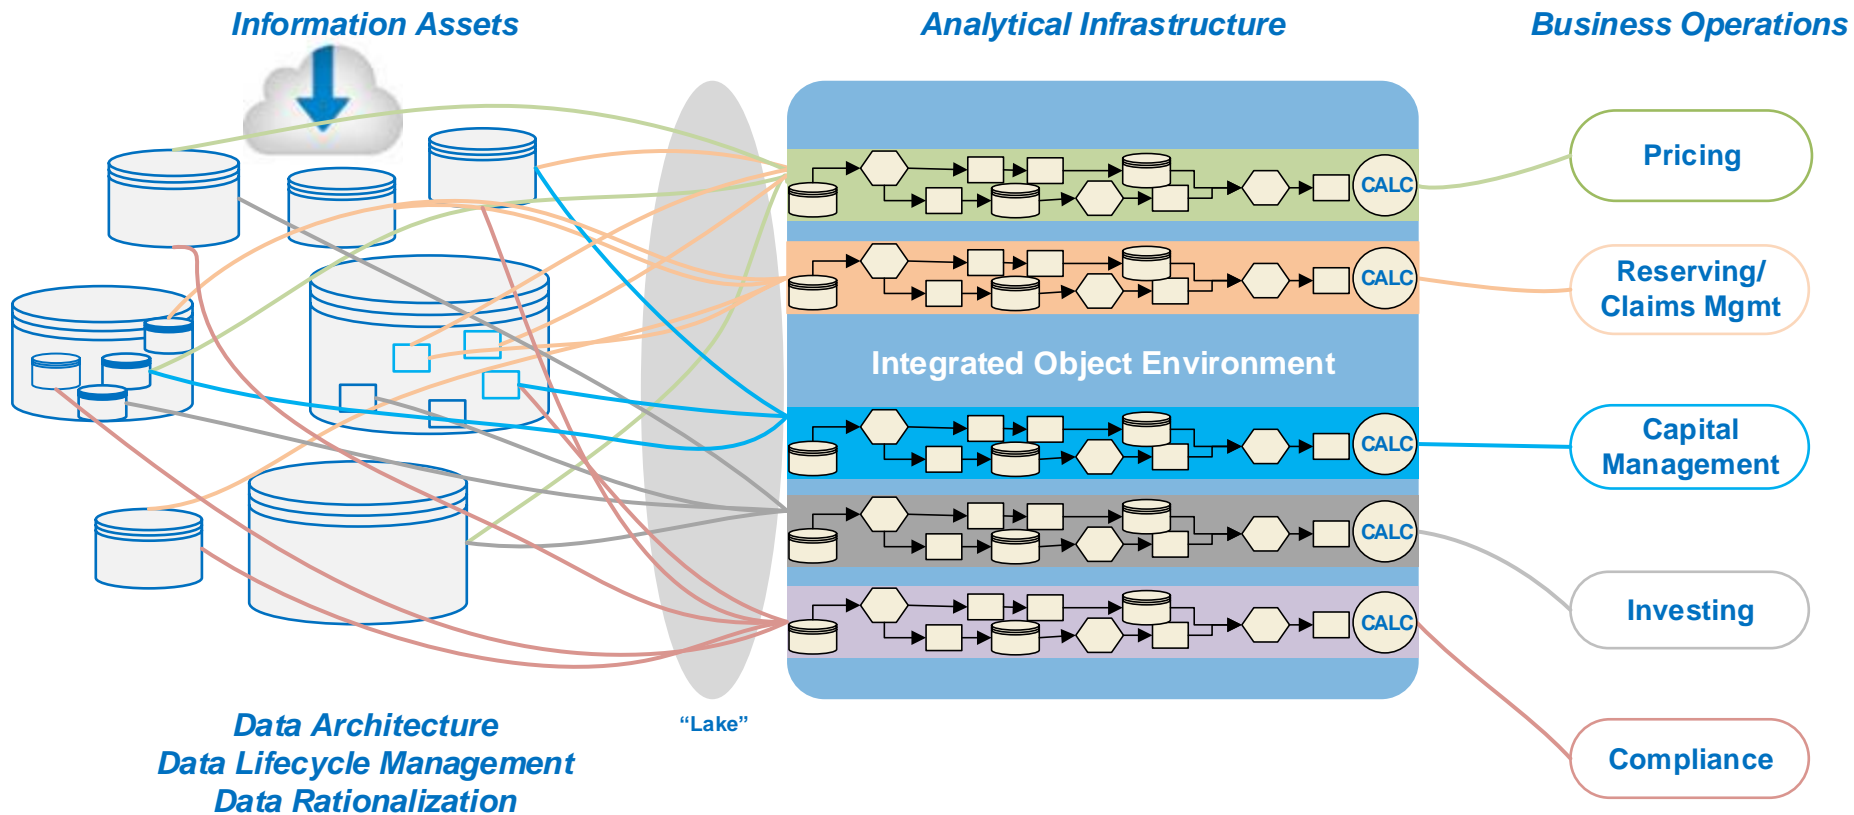 Information Assets
Analytical Infrastructure
Business Operations
CALC
Pricing
CALC
Reserving/
Claims Mgmt
Integrated Object Environment
CALC
Capital
Management
CALC
Investing
CALC
Compliance
“Lake”
Data Architecture
Data Lifecycle Management
Data Rationalization